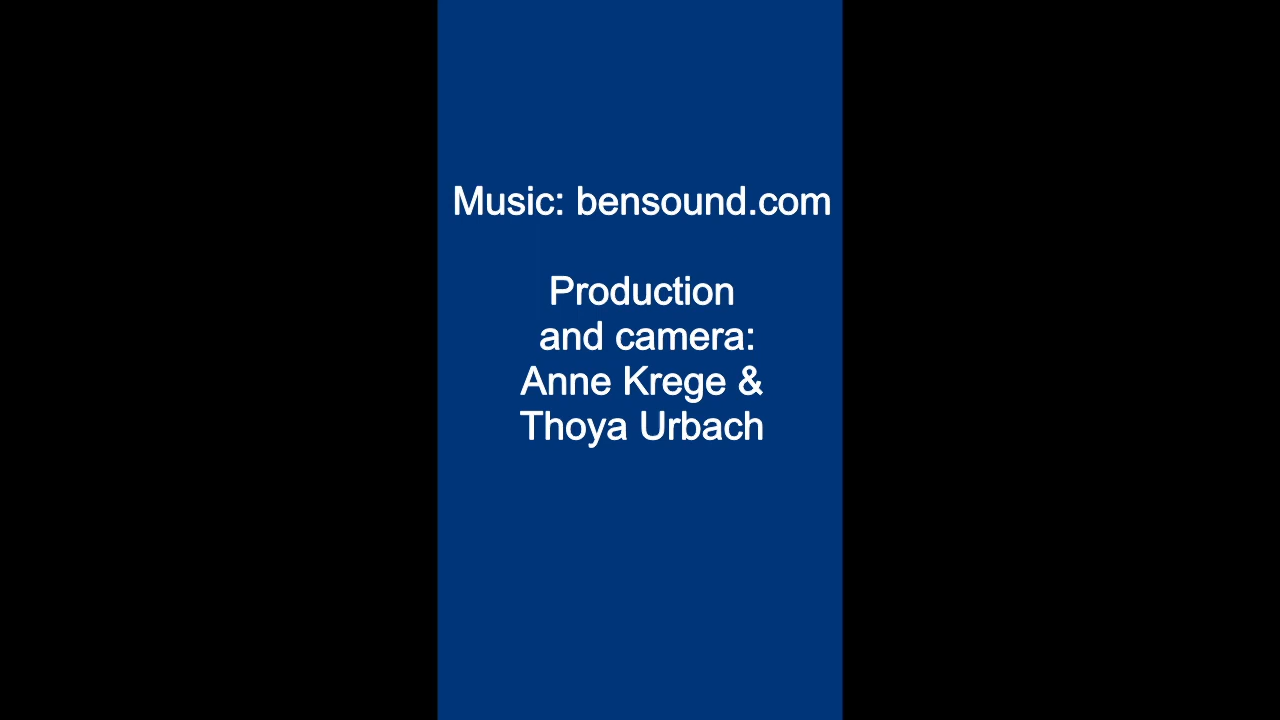 Music: bensound.com
Production
and camera:
Anne Krege &
Thoya Urbach